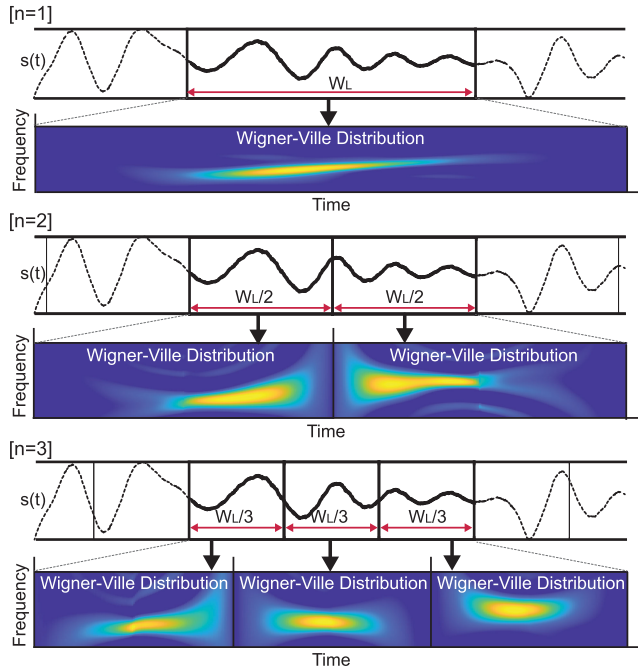 [n=1]
s(t)
WL
Wigner-Ville Distribution
Frequency
Time
[n=2]
s(t)
WL/2 WL/2
Wigner-Ville Distribution Wigner-Ville Distribution
Frequency
Time
[n=3]
s(t)
WL/3 WL/3 WL/3
Wigner-Ville Distribution Wigner-Ville Distribution Wigner-Ville Distribution
Frequency
Time